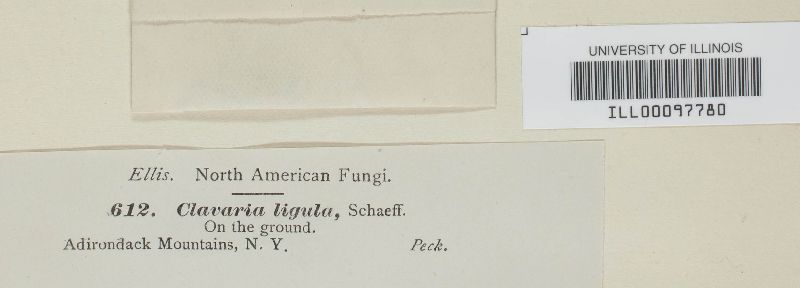 UNIVERSITY OF ILLINOIS
ILL00097780
Ellis. North American Fungi.
612. Clavaria ligula, Schaeff.
On the ground.
Adirondack Mountains, N. Y. Peck.